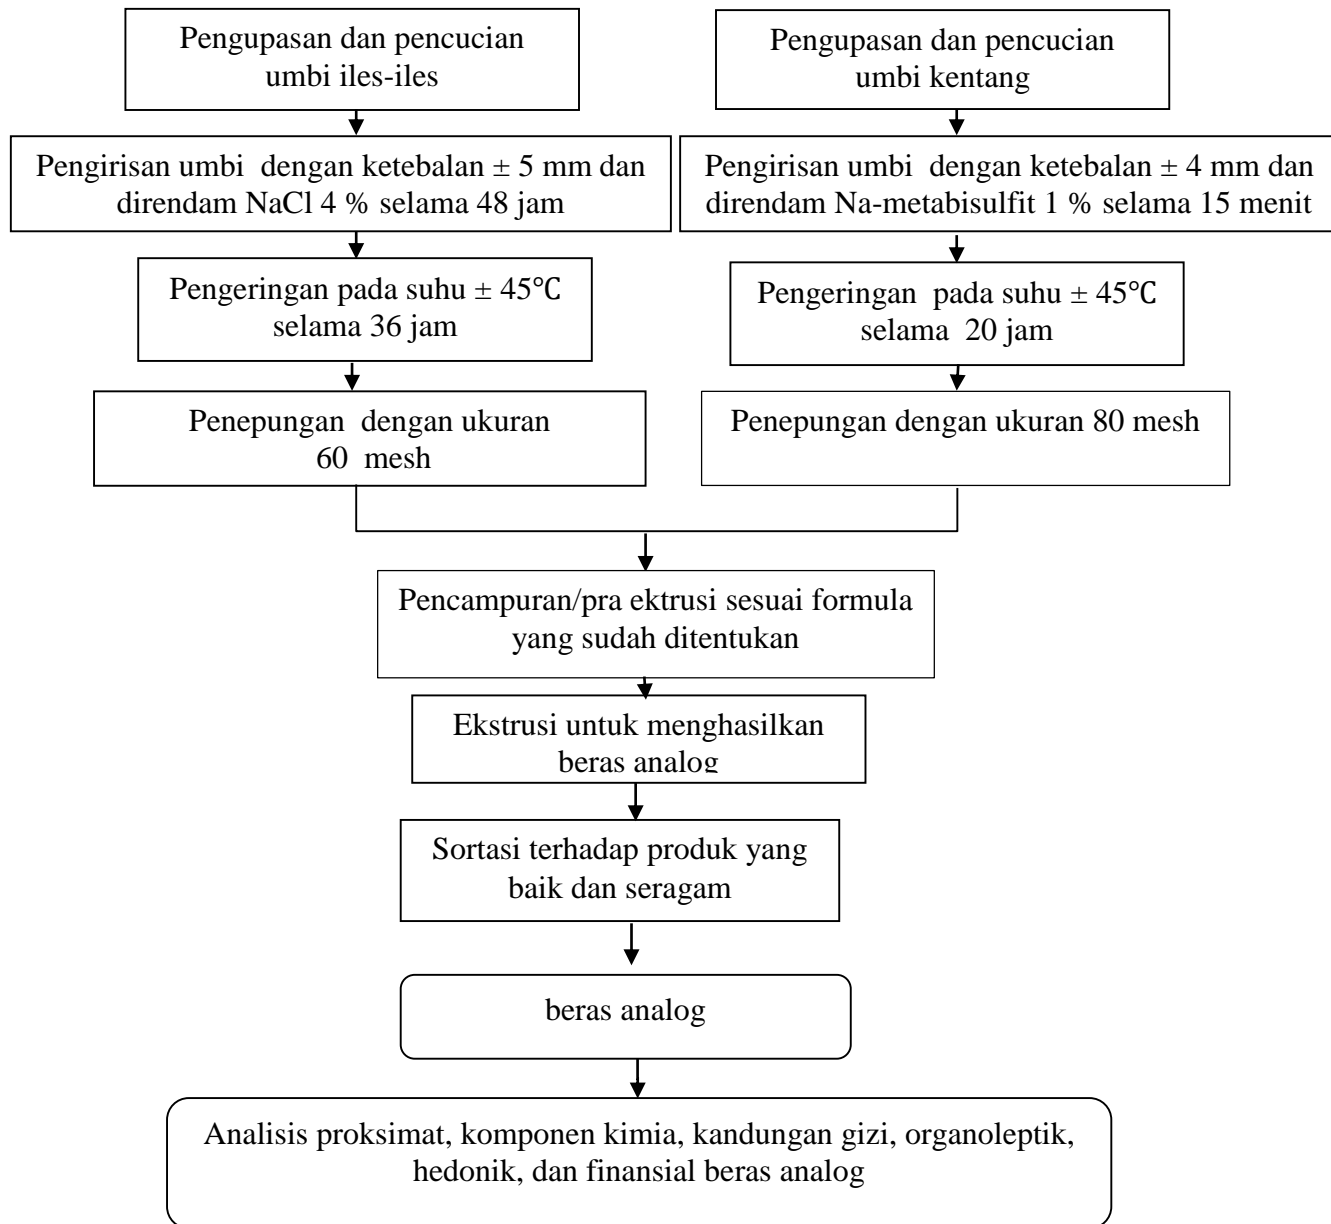 Pengupasan dan pencucian
umbi iles-iles
Pengupasan dan pencucian
umbi kentang
Pengirisan umbi dengan ketebalan ± 5 mm dan
direndam NaCl 4 % selama 48 jam
Pengirisan umbi dengan ketebalan ± 4 mm dan
direndam Na-metabisulfit 1 % selama 15 menit
Pengeringan pada suhu ± 45°C
selama 36 jam
Pengeringan pada suhu ± 45°C
selama 20 jam
Penepungan dengan ukuran
60 mesh
Penepungan dengan ukuran 80 mesh
Pencampuran/pra ektrusi sesuai formula
yang sudah ditentukan
Ekstrusi untuk menghasilkan
beras analog
Sortasi terhadap produk yang
baik dan seragam
beras analog
Analisis proksimat, komponen kimia, kandungan gizi, organoleptik,
hedonik, dan finansial beras analog